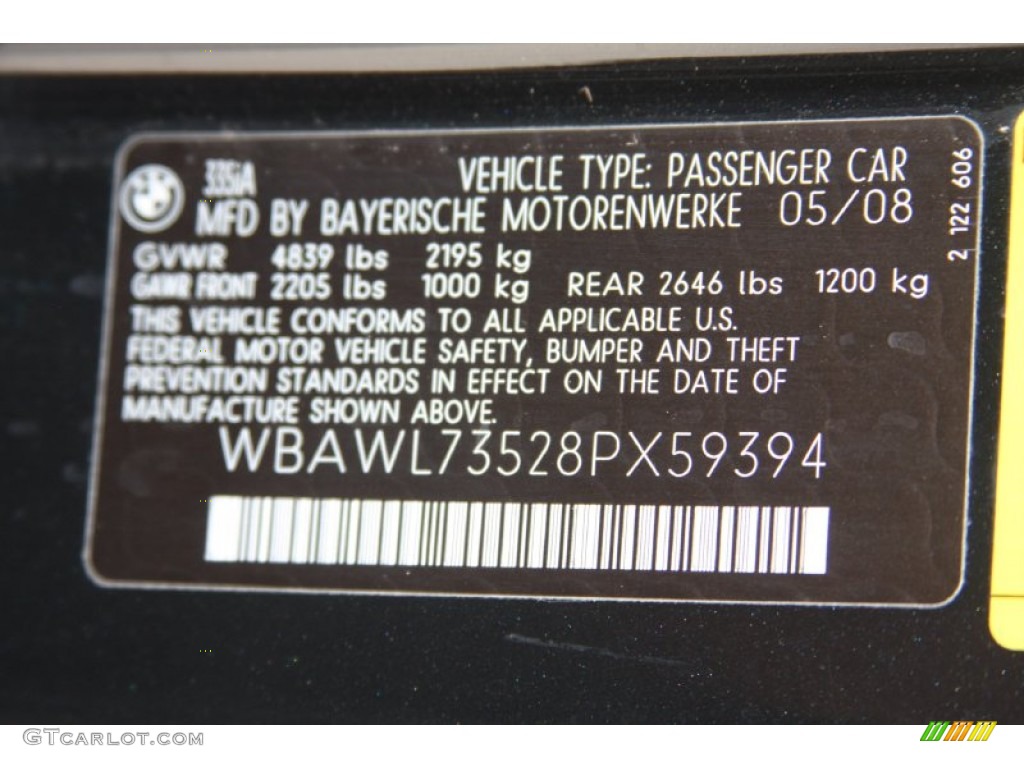 335iA VEHICLE TYPE: PASSENGER CAR
MFD BY BAYERISCHE MOTORENWERKE 05/08
GVWR 4839 lbs 2195 kg
GAWR FRONT 2205 lbs 1000 kg REAR 2646 lbs 1200 kg
THIS VEHICLE CONFORMS TO ALL APPLICABLE U.S.
FEDERAL MOTOR VEHICLE SAFETY, BUMPER AND THEFT
PREVENTION STANDARDS IN EFFECT ON THE DATE OF
MANUFACTURE SHOWN ABOVE.
WBAWL73528PX59394
2 122 606
GTCARLOT.COM